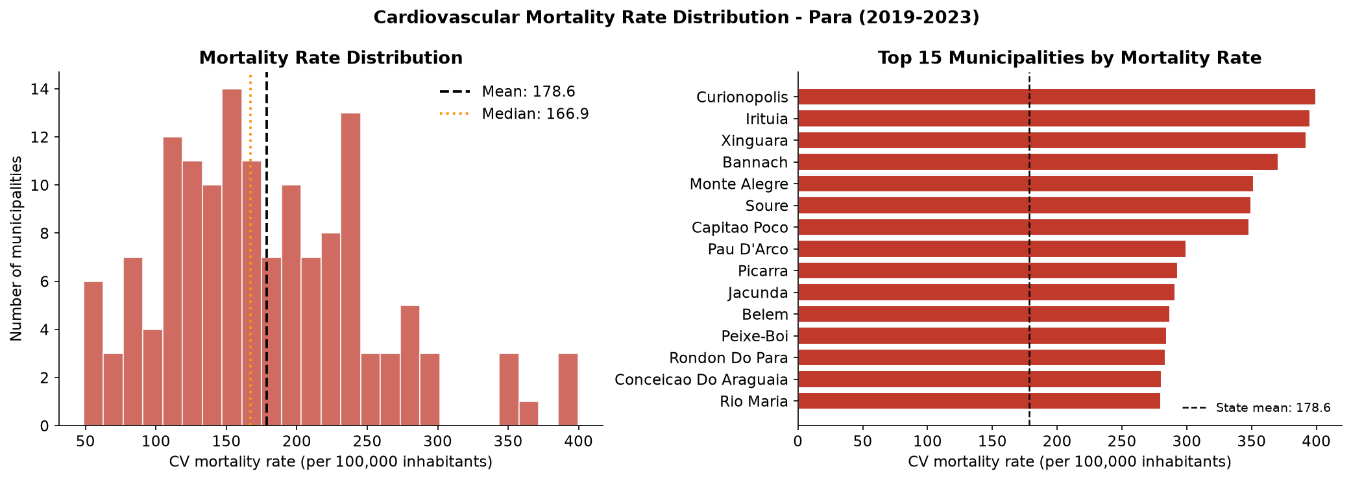 Cardiovascular Mortality Rate Distribution - Para (2019-2023)
Mortality Rate Distribution
Mean: 178.6
Median: 166.9
Number of municipalities
14
12
10
8
6
4
2
0
50 100 150 200 250 300 350 400
CV mortality rate (per 100,000 inhabitants)
Top 15 Municipalities by Mortality Rate
Curionopolis
Irituia
Xinguara
Bannach
Monte Alegre
Soure
Capitao Poco
Pau D'Arco
Picarra
Jacunda
Belem
Peixe-Boi
Rondon Do Para
Conceicao Do Araguaia
Rio Maria
State mean: 178.6
0 50 100 150 200 250 300 350 400
CV mortality rate (per 100,000 inhabitants)